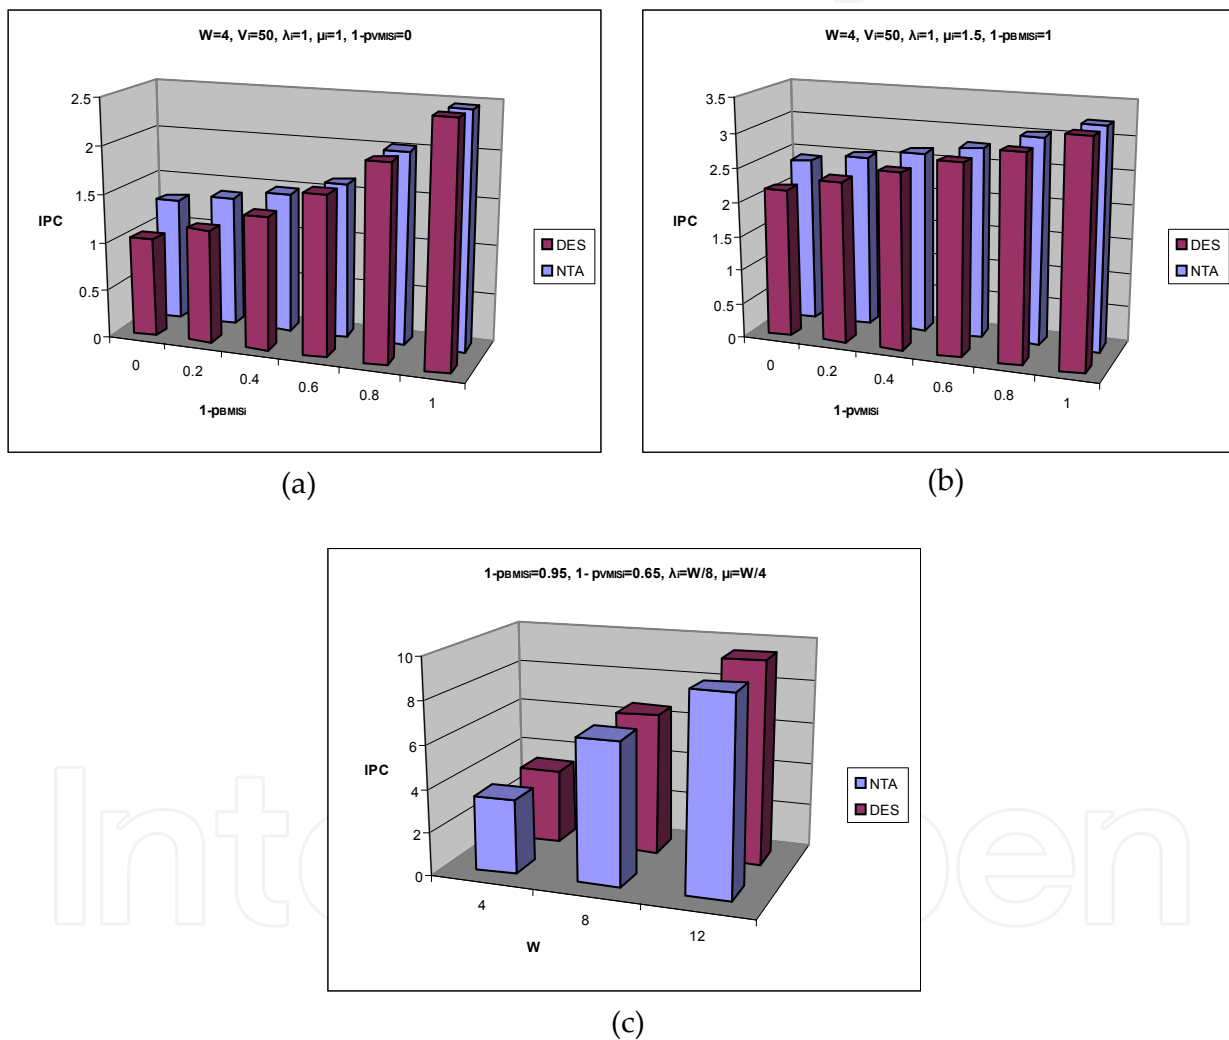 W=4, Vi=50, λi=1, μi=1, 1-pVMISi=0
2.5
2
1.5
1
0.5
0
IPC
0
0.2
0.4
0.6
0.8
1
1-pBMISi
DES
NTA
(a)
W=4, Vi=50, λi=1, μi=1.5, 1-pBMISi=1
3.5
3
2.5
2
1.5
1
0.5
0
IPC
0
0.2
0.4
0.6
0.8
1
1-pVMISi
DES
NTA
(b)
1-pBMISi=0.95, 1- pVMISi=0.65, λi=W/8, μi=W/4
10
8
6
4
2
0
IPC
4
8
12
W
NTA
DES
(c)